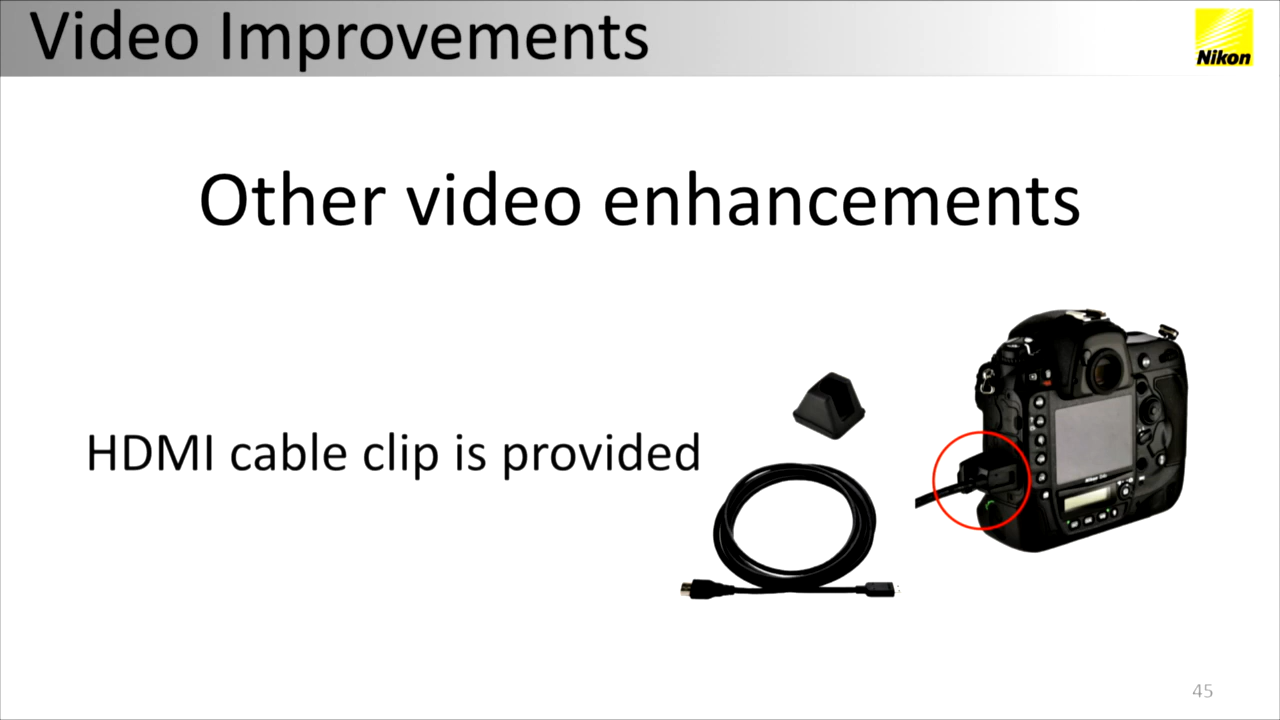 Video Improvements
Nikon
Other video enhancements
HDMI cable clip is provided
45